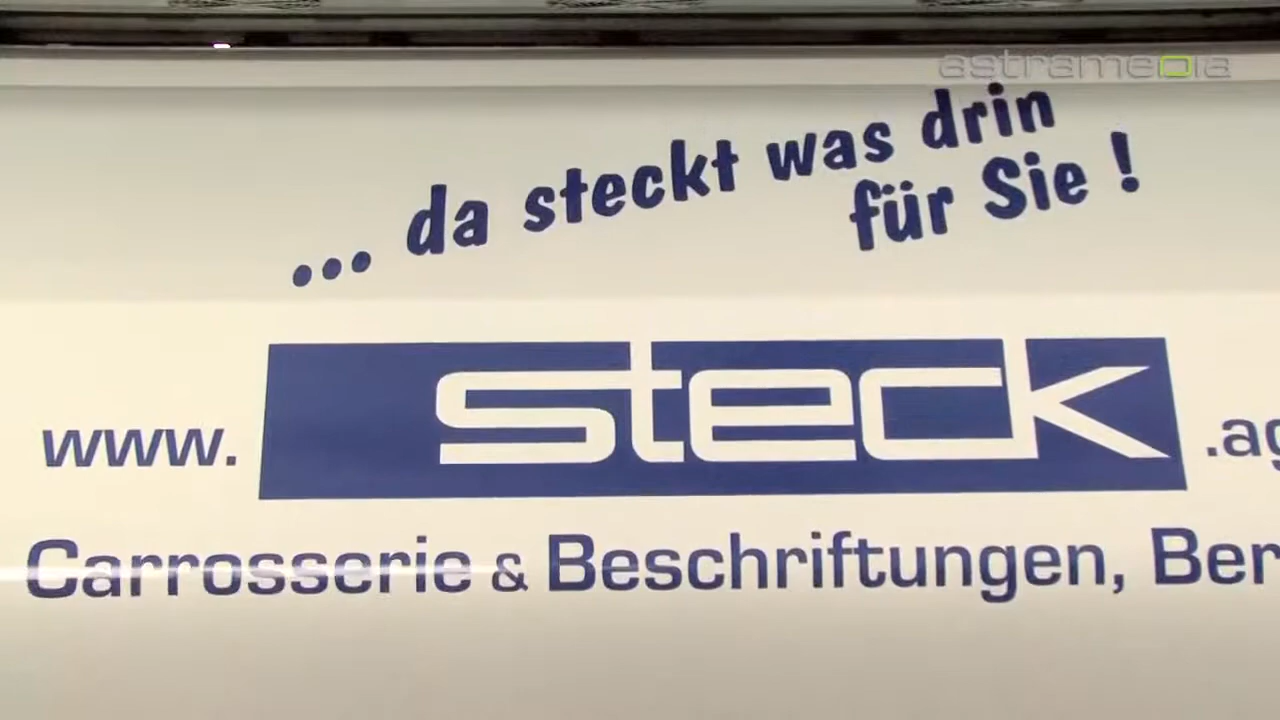 astramedia
... da steckt was drin
für Sie !
www. steck .ag
Carrosserie & Beschriftungen, Ber